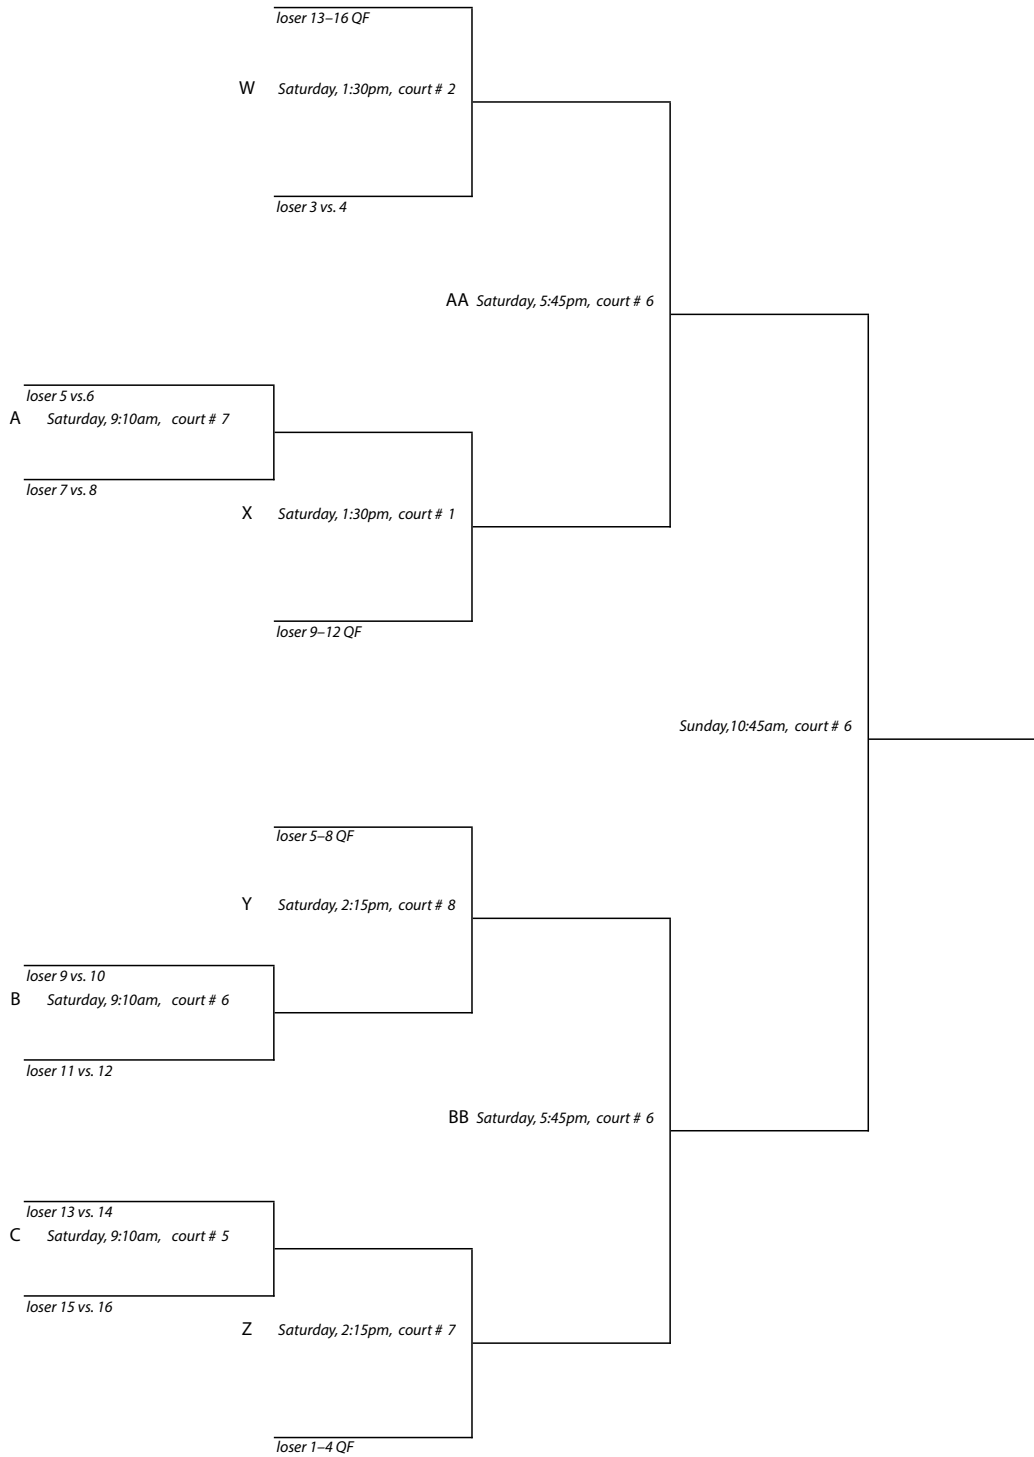 loser 13–16 QF
W Saturday, 1:30pm, court # 2
loser 3 vs. 4
AA Saturday, 5:45pm, court # 6
loser 5 vs.6
A Saturday, 9:10am, court # 7
loser 7 vs. 8
X Saturday, 1:30pm, court # 1
loser 9–12 QF
Sunday,10:45am, court # 6
loser 5–8 QF
Y Saturday, 2:15pm, court # 8
loser 9 vs. 10
B Saturday, 9:10am, court # 6
loser 11 vs. 12
BB Saturday, 5:45pm, court # 6
loser 13 vs. 14
C Saturday, 9:10am, court # 5
loser 15 vs. 16
Z Saturday, 2:15pm, court # 7
loser 1–4 QF